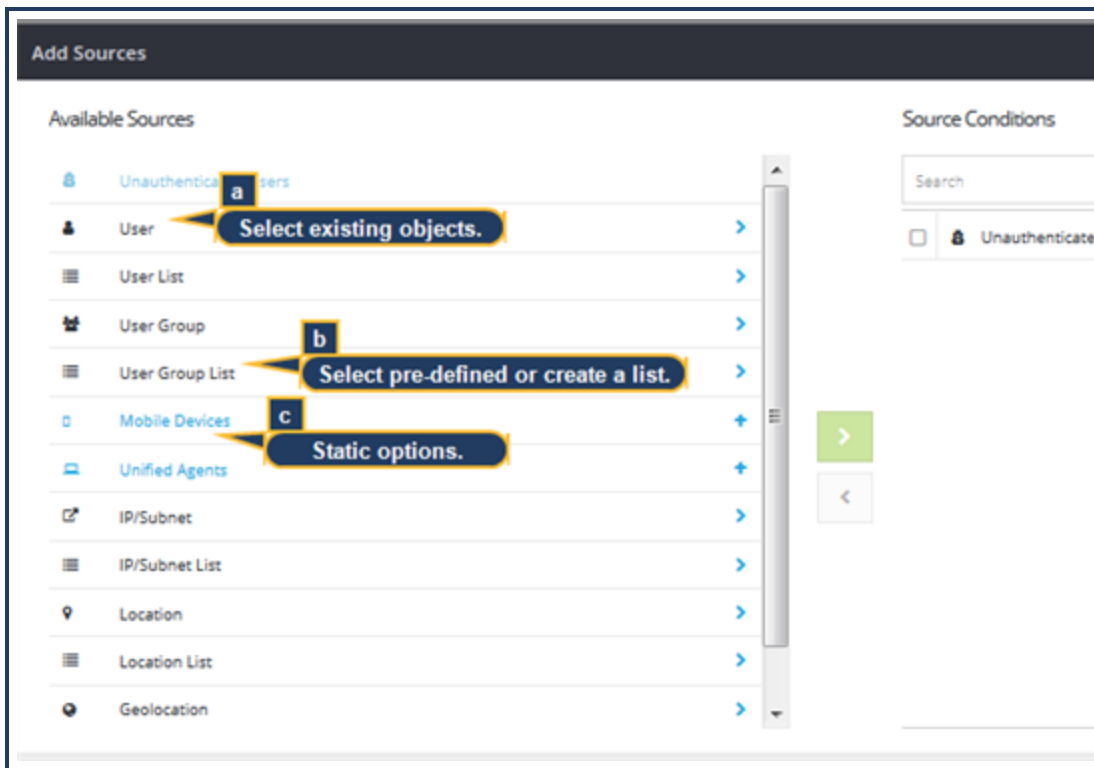 Add Sources
Available Sources
Source Conditions
Search
a
sers
User
Select existing objects.
User List
User Group
b
User Group List
Select pre-defined or create a list.
c
Mobile Devices
Static options.
Unified Agents
IP/Subnet
IP/Subnet List
Location
Location List
Geolocation